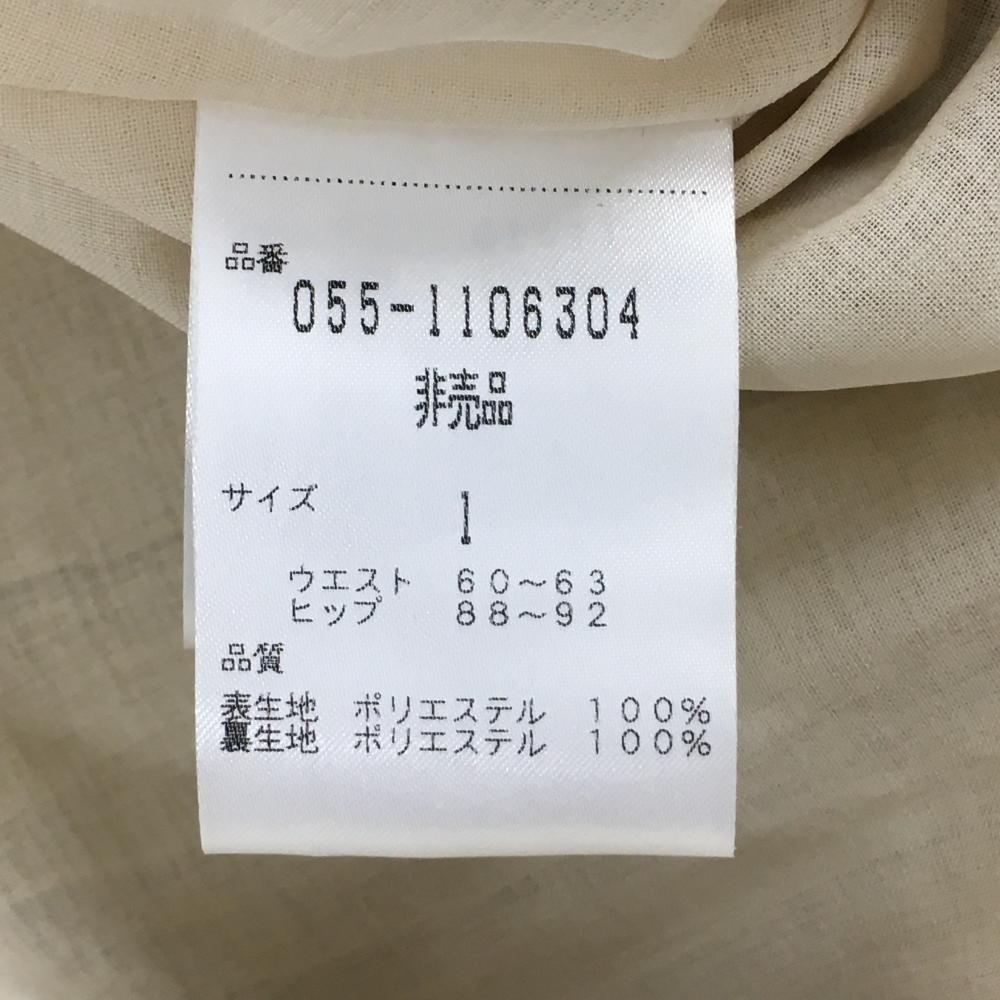 品番
055-1106304
非売品
サイズ 1
ウエスト 60～63
ヒップ 88～92
品質
表生地 ポリエステル 100%
裏生地 ポリエステル 100%